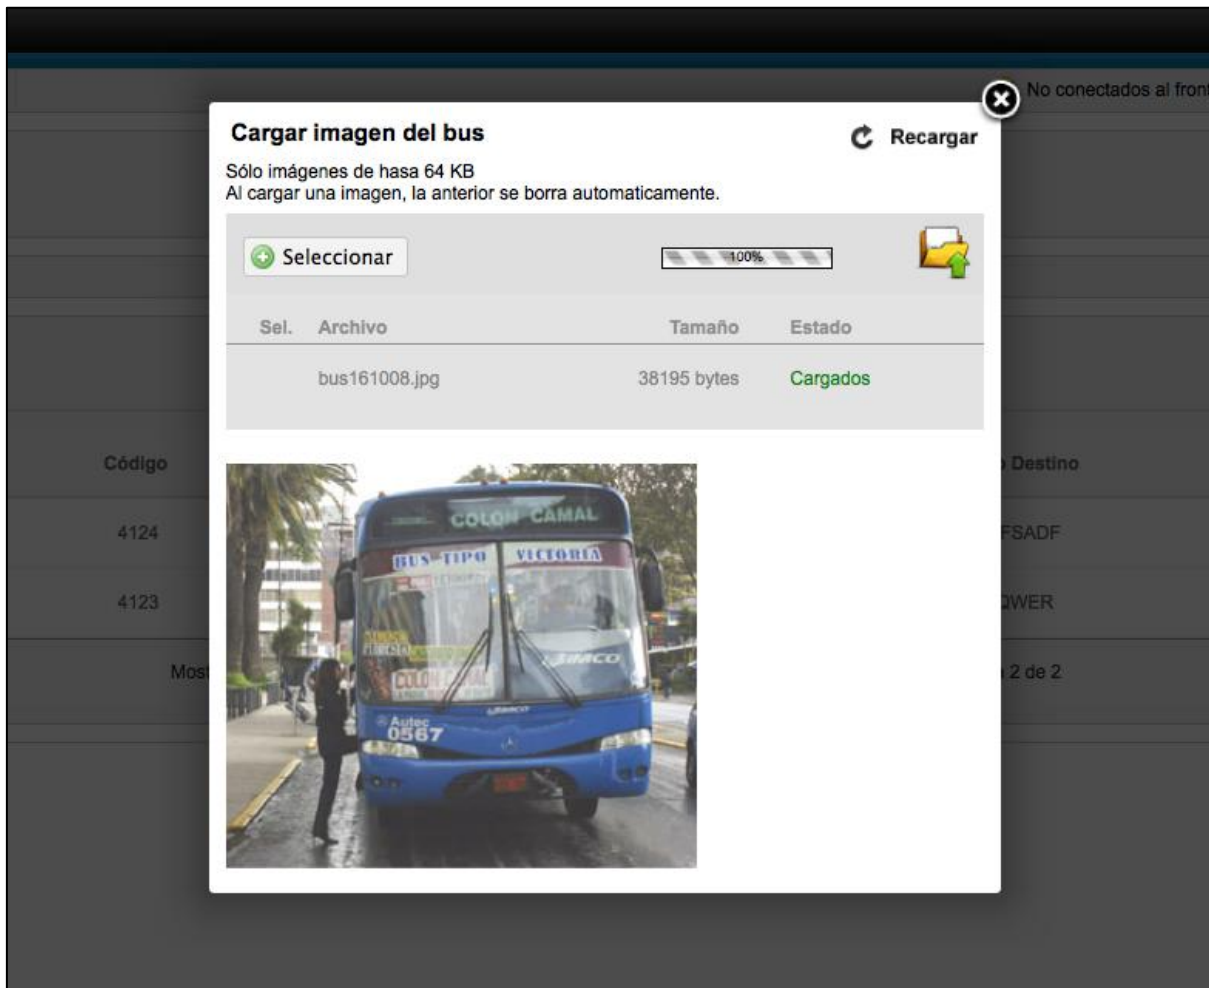 No conectados al front
Cargar imagen del bus
Recargar
Sólo imágenes de hasa 64 KB
Al cargar una imagen, la anterior se borra automaticamente.
Seleccionar
100%
Sel. Archivo Tamaño Estado
bus161008.jpg 38195 bytes Cargados
Código
Destino
4124
FSADF
4123
QWER
Most
2 de 2
COLON CAMAL
BUS-TIPO VICTORIA
BIMCO
COLON CAMAL
Autec
0567